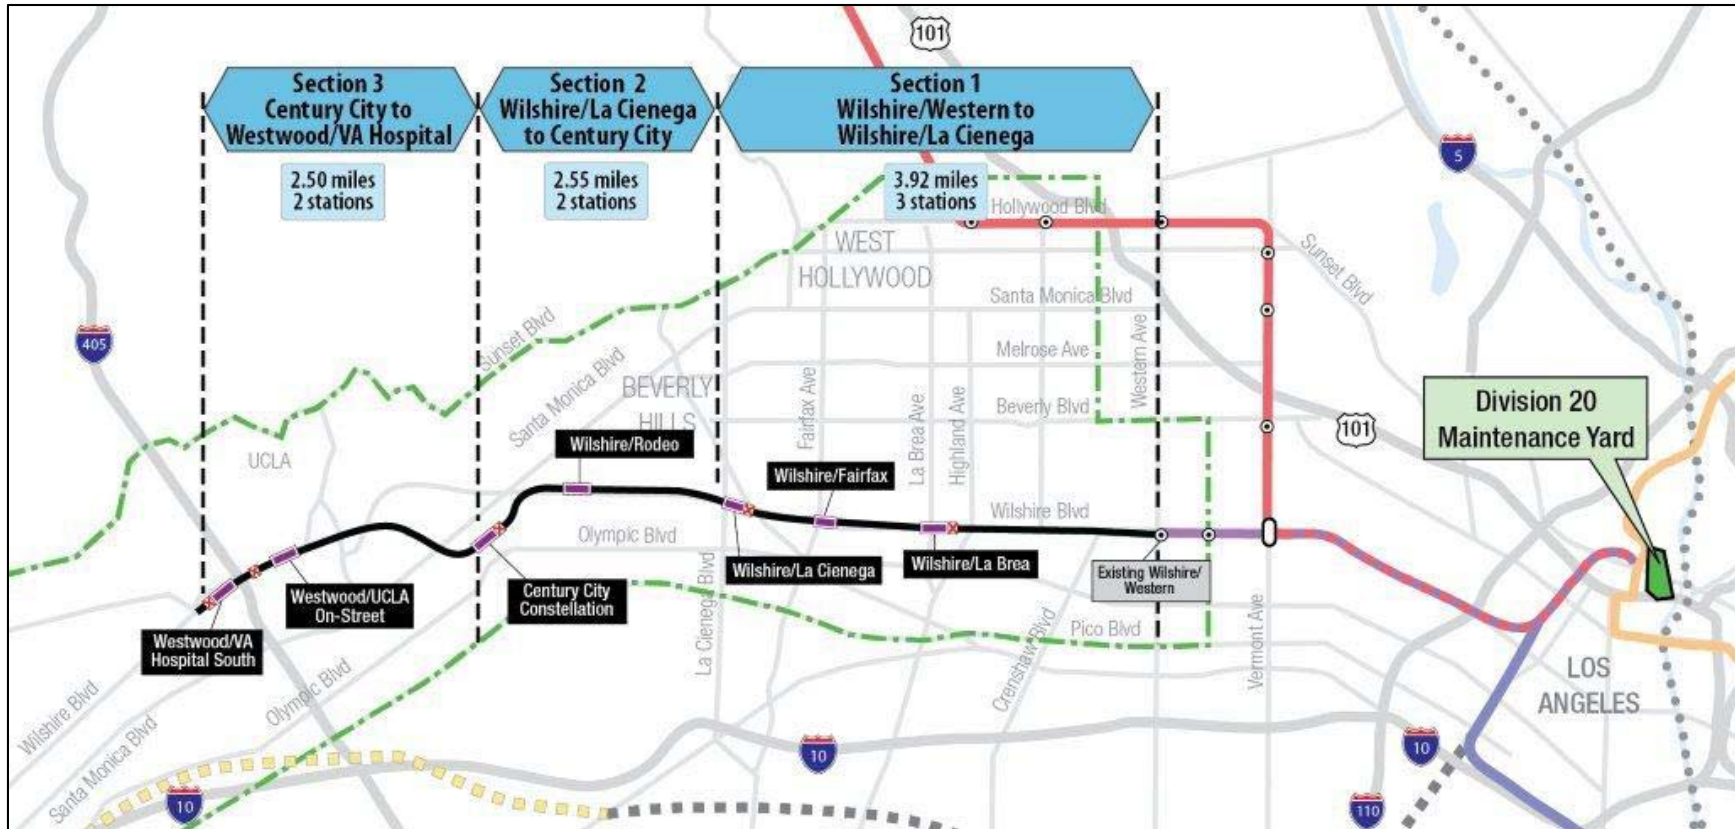 101
Section 3
Century City to
Westwood/VA Hospital
2.50 miles
2 stations
Section 2
Wilshire/La Cienega
to Century City
2.55 miles
2 stations
Section 1
Wilshire/Western to
Wilshire/La Cienega
3.92 miles
3 stations
5
Hollywood Blvd
WEST
HOLLYWOOD
Sunset Blvd
Santa Monica Blvd
405
Sunset Blvd
Melrose Ave
Western Ave
Santa Monica Blvd
BEVERLY
HILLS
Fairfax Ave
La Brea Ave
Highland Ave
Beverly Blvd
101
Division 20
Maintenance Yard
UCLA
Wilshire/Rodeo
Wilshire/Fairfax
Wilshire Blvd
Olympic Blvd
Wilshire/La Cienega
Wilshire/La Brea
Existing Wilshire/
Western
Westwood/UCLA
On-Street
Century City
Constellation
Westwood/VA
Hospital South
La Cienega Blvd
Crenshaw Blvd
Pico Blvd
Vermont Ave
LOS
ANGELES
Wilshire Blvd
Santa Monica Blvd
Olympic Blvd
10
10
10
110